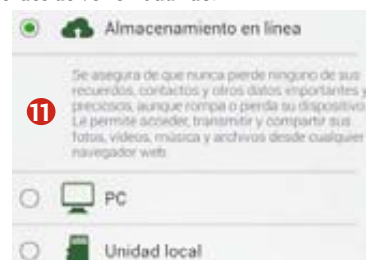 Almacenamiento en línea
Se asegura de que nunca pierde ninguno de sus
recuerdos, contactos y otros datos importantes y
preciosos, aunque rompa o pierda su dispositivo.
Le permite acceder, transmitir y compartir sus
fotos, vídeos, música y archivos desde cualquier
navegador web.
11
PC
Unidad local